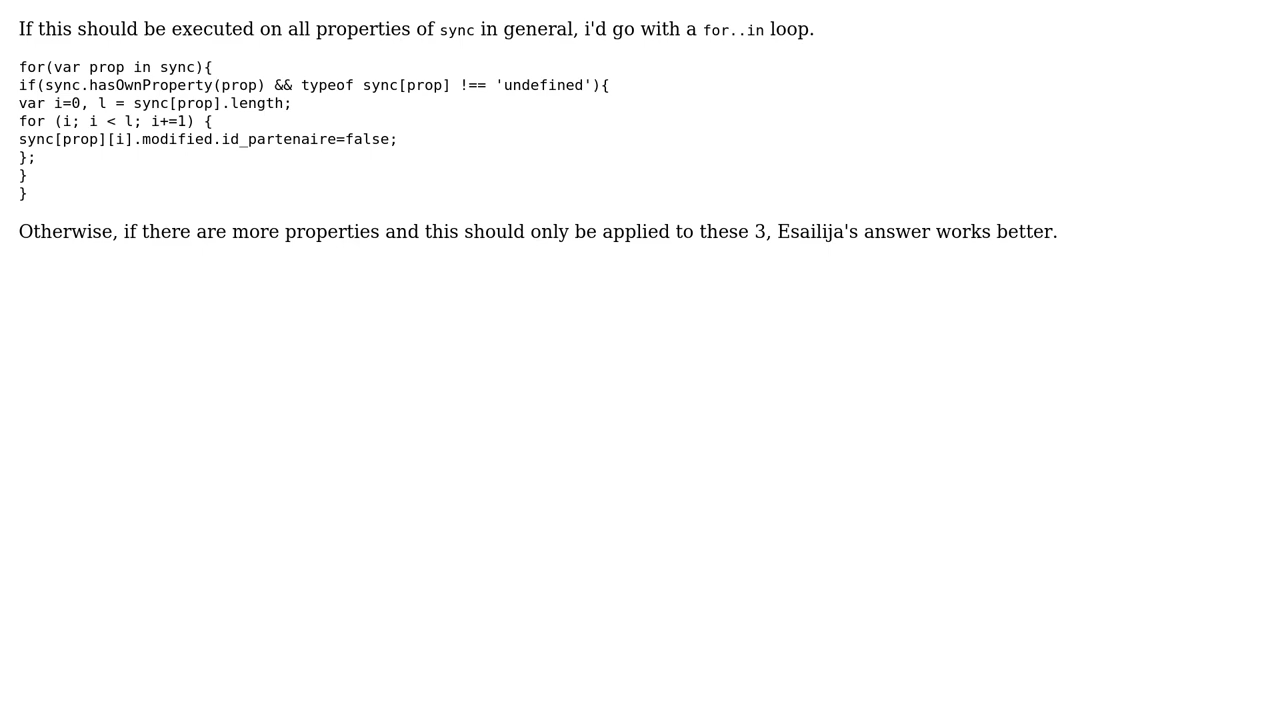 If this should be executed on all properties of sync in general, i'd go with a for..in loop.
for(var prop in sync){
if(sync.hasOwnProperty(prop) && typeof sync[prop] !== 'undefined'){
var i=0, l = sync[prop].length;
for (i; i < l; i+=1) {
sync[prop][i].modified.id_partenaire=false;
};
}
}
Otherwise, if there are more properties and this should only be applied to these 3, Esailija's answer works better.